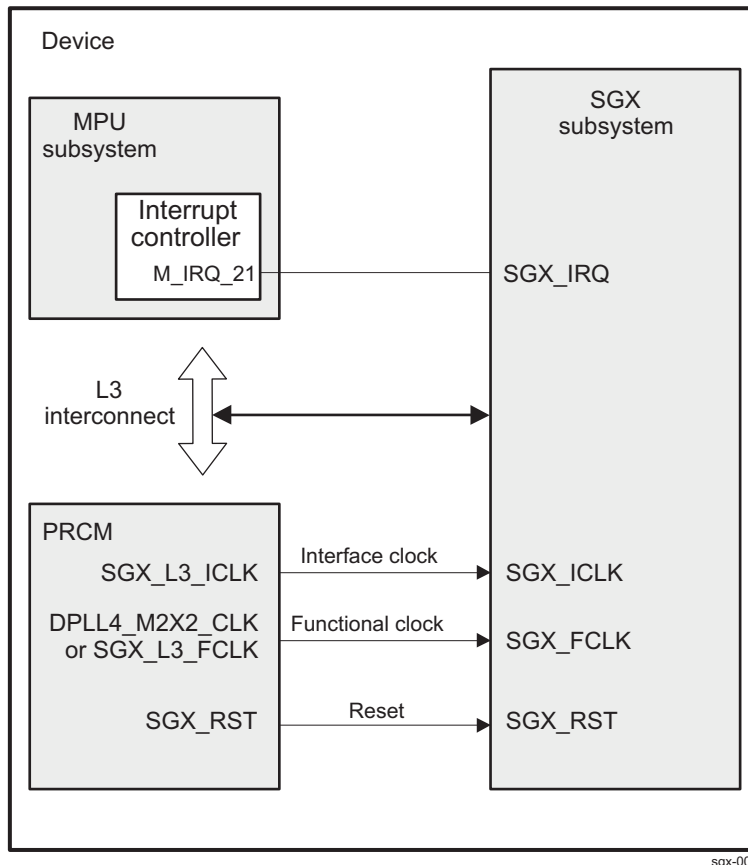 Device
MPU
subsystem
Interrupt
controller
M_IRQ_21
SGX
subsystem
SGX_IRQ
L3
interconnect
PRCM
SGX_L3_ICLK
Interface clock
SGX_ICLK
DPLL4_M2X2_CLK
or SGX_L3_FCLK
Functional clock
SGX_FCLK
SGX_RST
Reset
SGX_RST